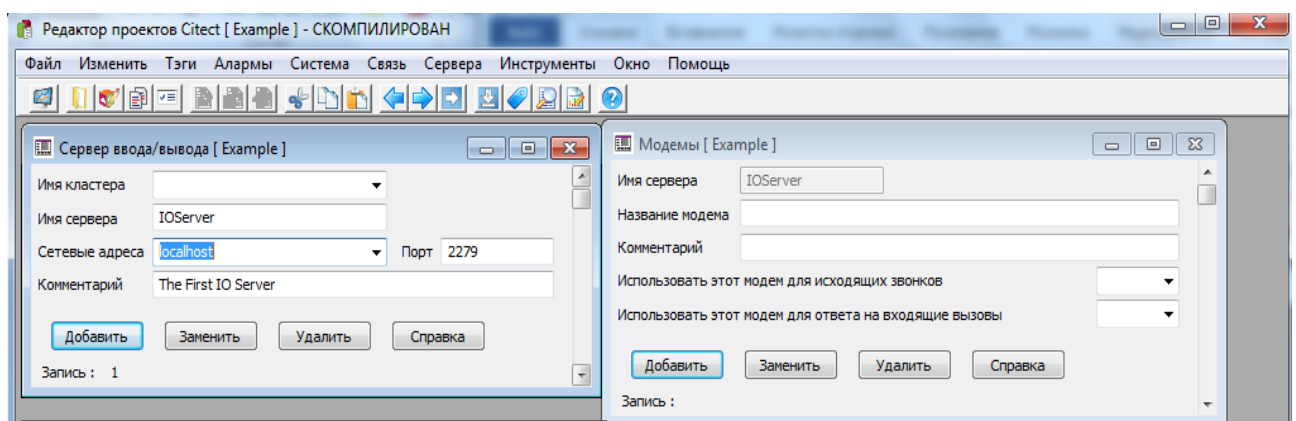 Редактор проектов Citect [ Example ] - СКОМПИЛИРОВАН
Файл Изменить Тэги Алармы Система Связь Сервера Инструменты Окно Помощь
Сервер ввода/вывода [ Example ]
Имя кластера
Имя сервера IOServer
Сетевые адреса localhost Порт 2279
Комментарий The First IO Server
Добавить Заменить Удалить Справка
Запись : 1
Модемы [ Example ]
Имя сервера IOServer
Название модема
Комментарий
Использовать этот модем для исходящих звонков
Использовать этот модем для ответа на входящие вызовы
Добавить Заменить Удалить Справка
Запись :